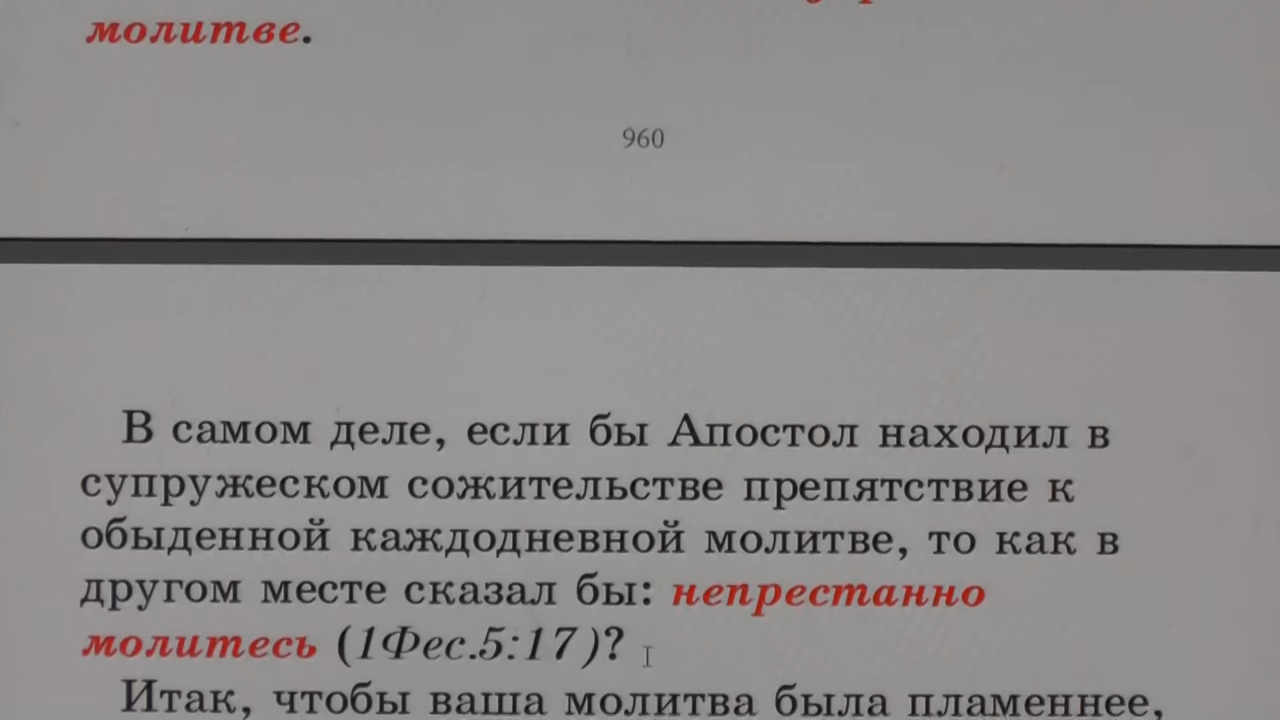 молитве.
960
В самом деле, если бы Апостол находил в
супружеском сожительстве препятствие к
обыденной каждодневной молитве, то как в
другом месте сказал бы: непрестанно
молитесь (1Фес.5:17)?
Итак, чтобы ваша молитва была пламеннее,